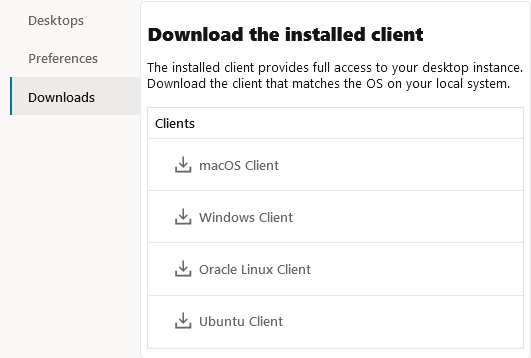 Desktops
Preferences
Downloads
Download the installed client
The installed client provides full access to your desktop instance.
Download the client that matches the OS on your local system.
Clients
macOS Client
Windows Client
Oracle Linux Client
Ubuntu Client